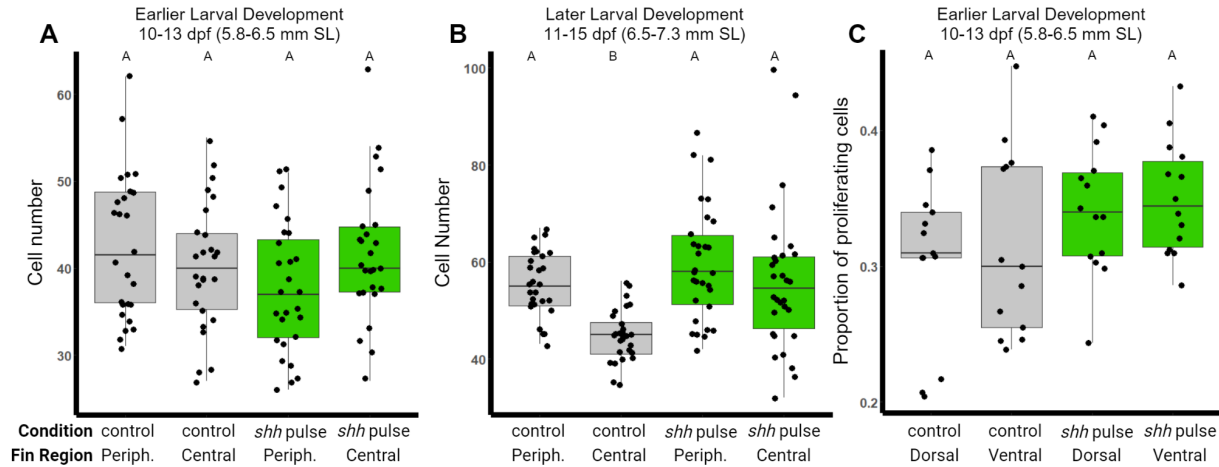 A
Earlier Larval Development
10-13 dpf (5.8-6.5 mm SL)
A A A A
Cell number
60
50
40
30
Condition control control shh pulse shh pulse
Fin Region Periph. Central Periph. Central
B
Later Larval Development
11-15 dpf (6.5-7.3 mm SL)
A B A A
Cell Number
100
80
60
40
control control shh pulse shh pulse
Periph. Central Periph. Central
C
Earlier Larval Development
10-13 dpf (5.8-6.5 mm SL)
A A A A
Proportion of proliferating cells
0.4
0.3
0.2
control control shh pulse shh pulse
Dorsal Ventral Dorsal Ventral